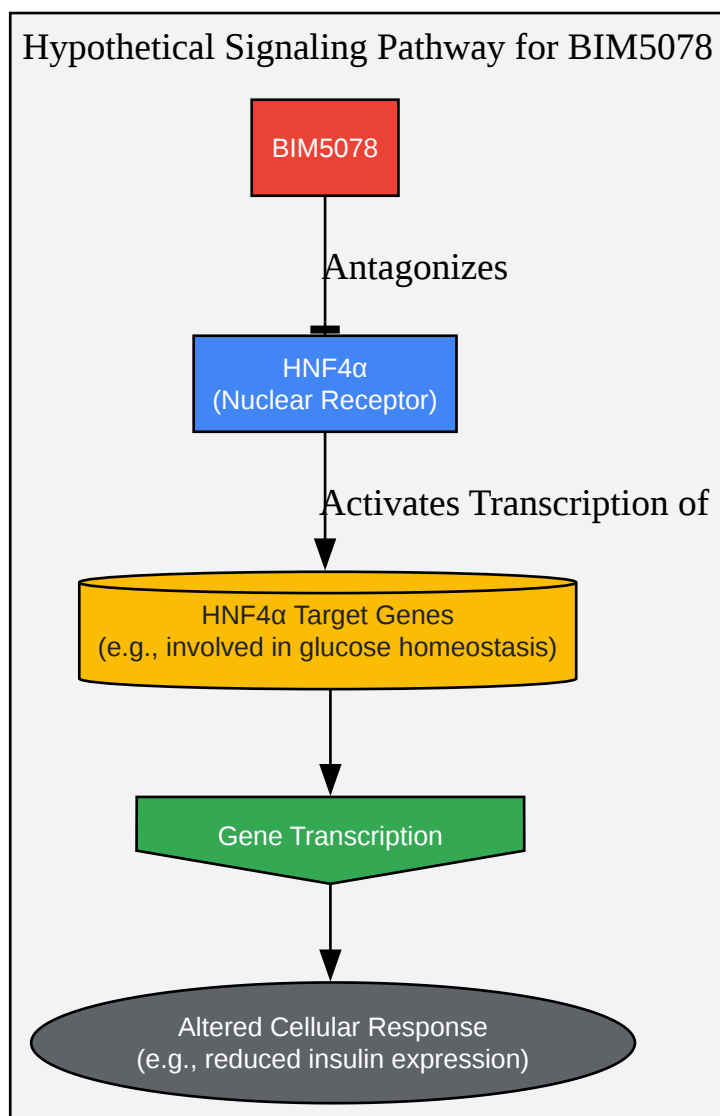 Hypothetical Signaling Pathway for BIM5078
BIM5078
Antagonizes
HNF4α
(Nuclear Receptor)
Activates Transcription of
HNF4α Target Genes
(e.g., involved in glucose homeostasis)
Gene Transcription
Altered Cellular Response
(e.g., reduced insulin expression)